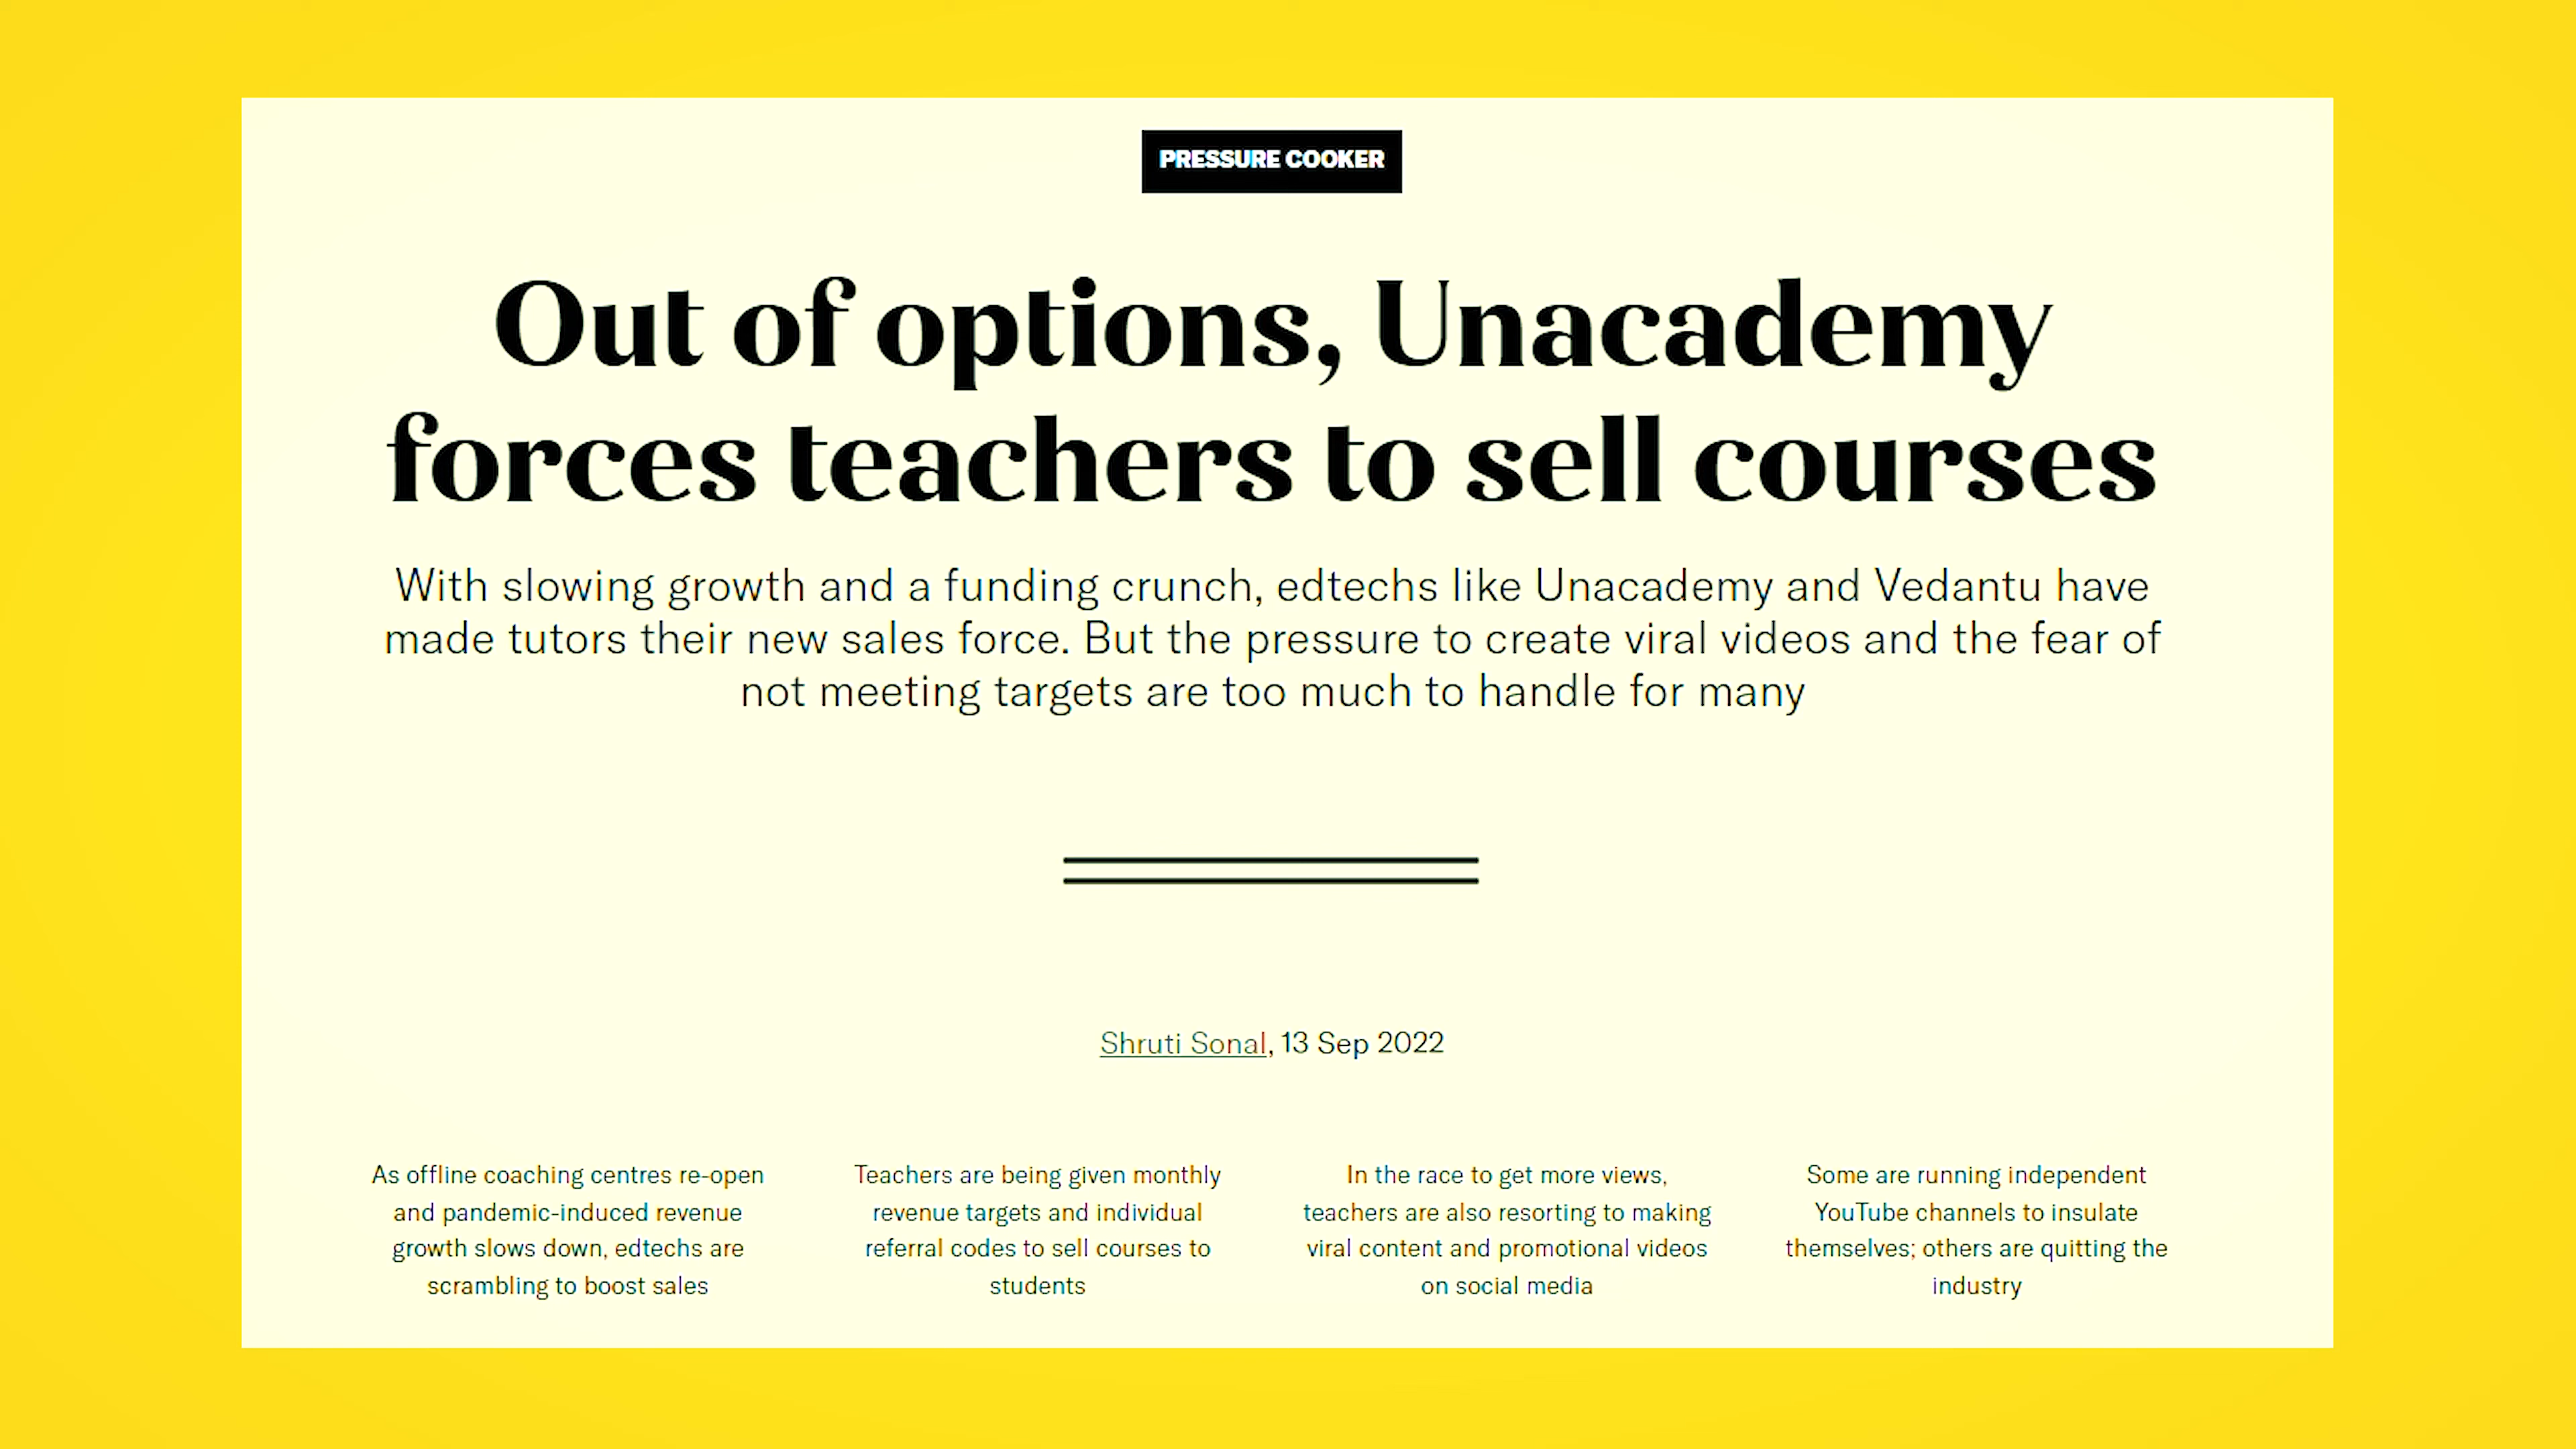 PRESSURE COOKER
Out of options, Unacademy
forces teachers to sell courses
With slowing growth and a funding crunch, edtechs like Unacademy and Vedantu have
made tutors their new sales force. But the pressure to create viral videos and the fear of
not meeting targets are too much to handle for many
Shruti Sonal, 13 Sep 2022
As offline coaching centres re-open
and pandemic-induced revenue
growth slows down, edtechs are
scrambling to boost sales
Teachers are being given monthly
revenue targets and individual
referral codes to sell courses to
students
In the race to get more views,
teachers are also resorting to making
viral content and promotional videos
on social media
Some are running independent
YouTube channels to insulate
themselves; others are quitting the
industry